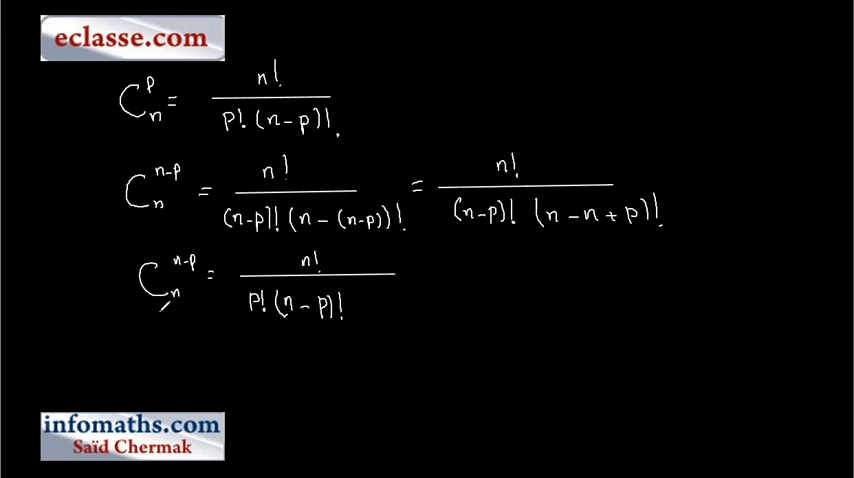 eclasse.com
C_n^p = n! / p! (n-p)!
C_n^{n-p} = n! / (n-p)! (n - (n-p))! = n! / (n-p)! (n - n + p)!
C_n^{n-p} = n! / p! (n - p)!
infomaths.com
Saïd Chermak